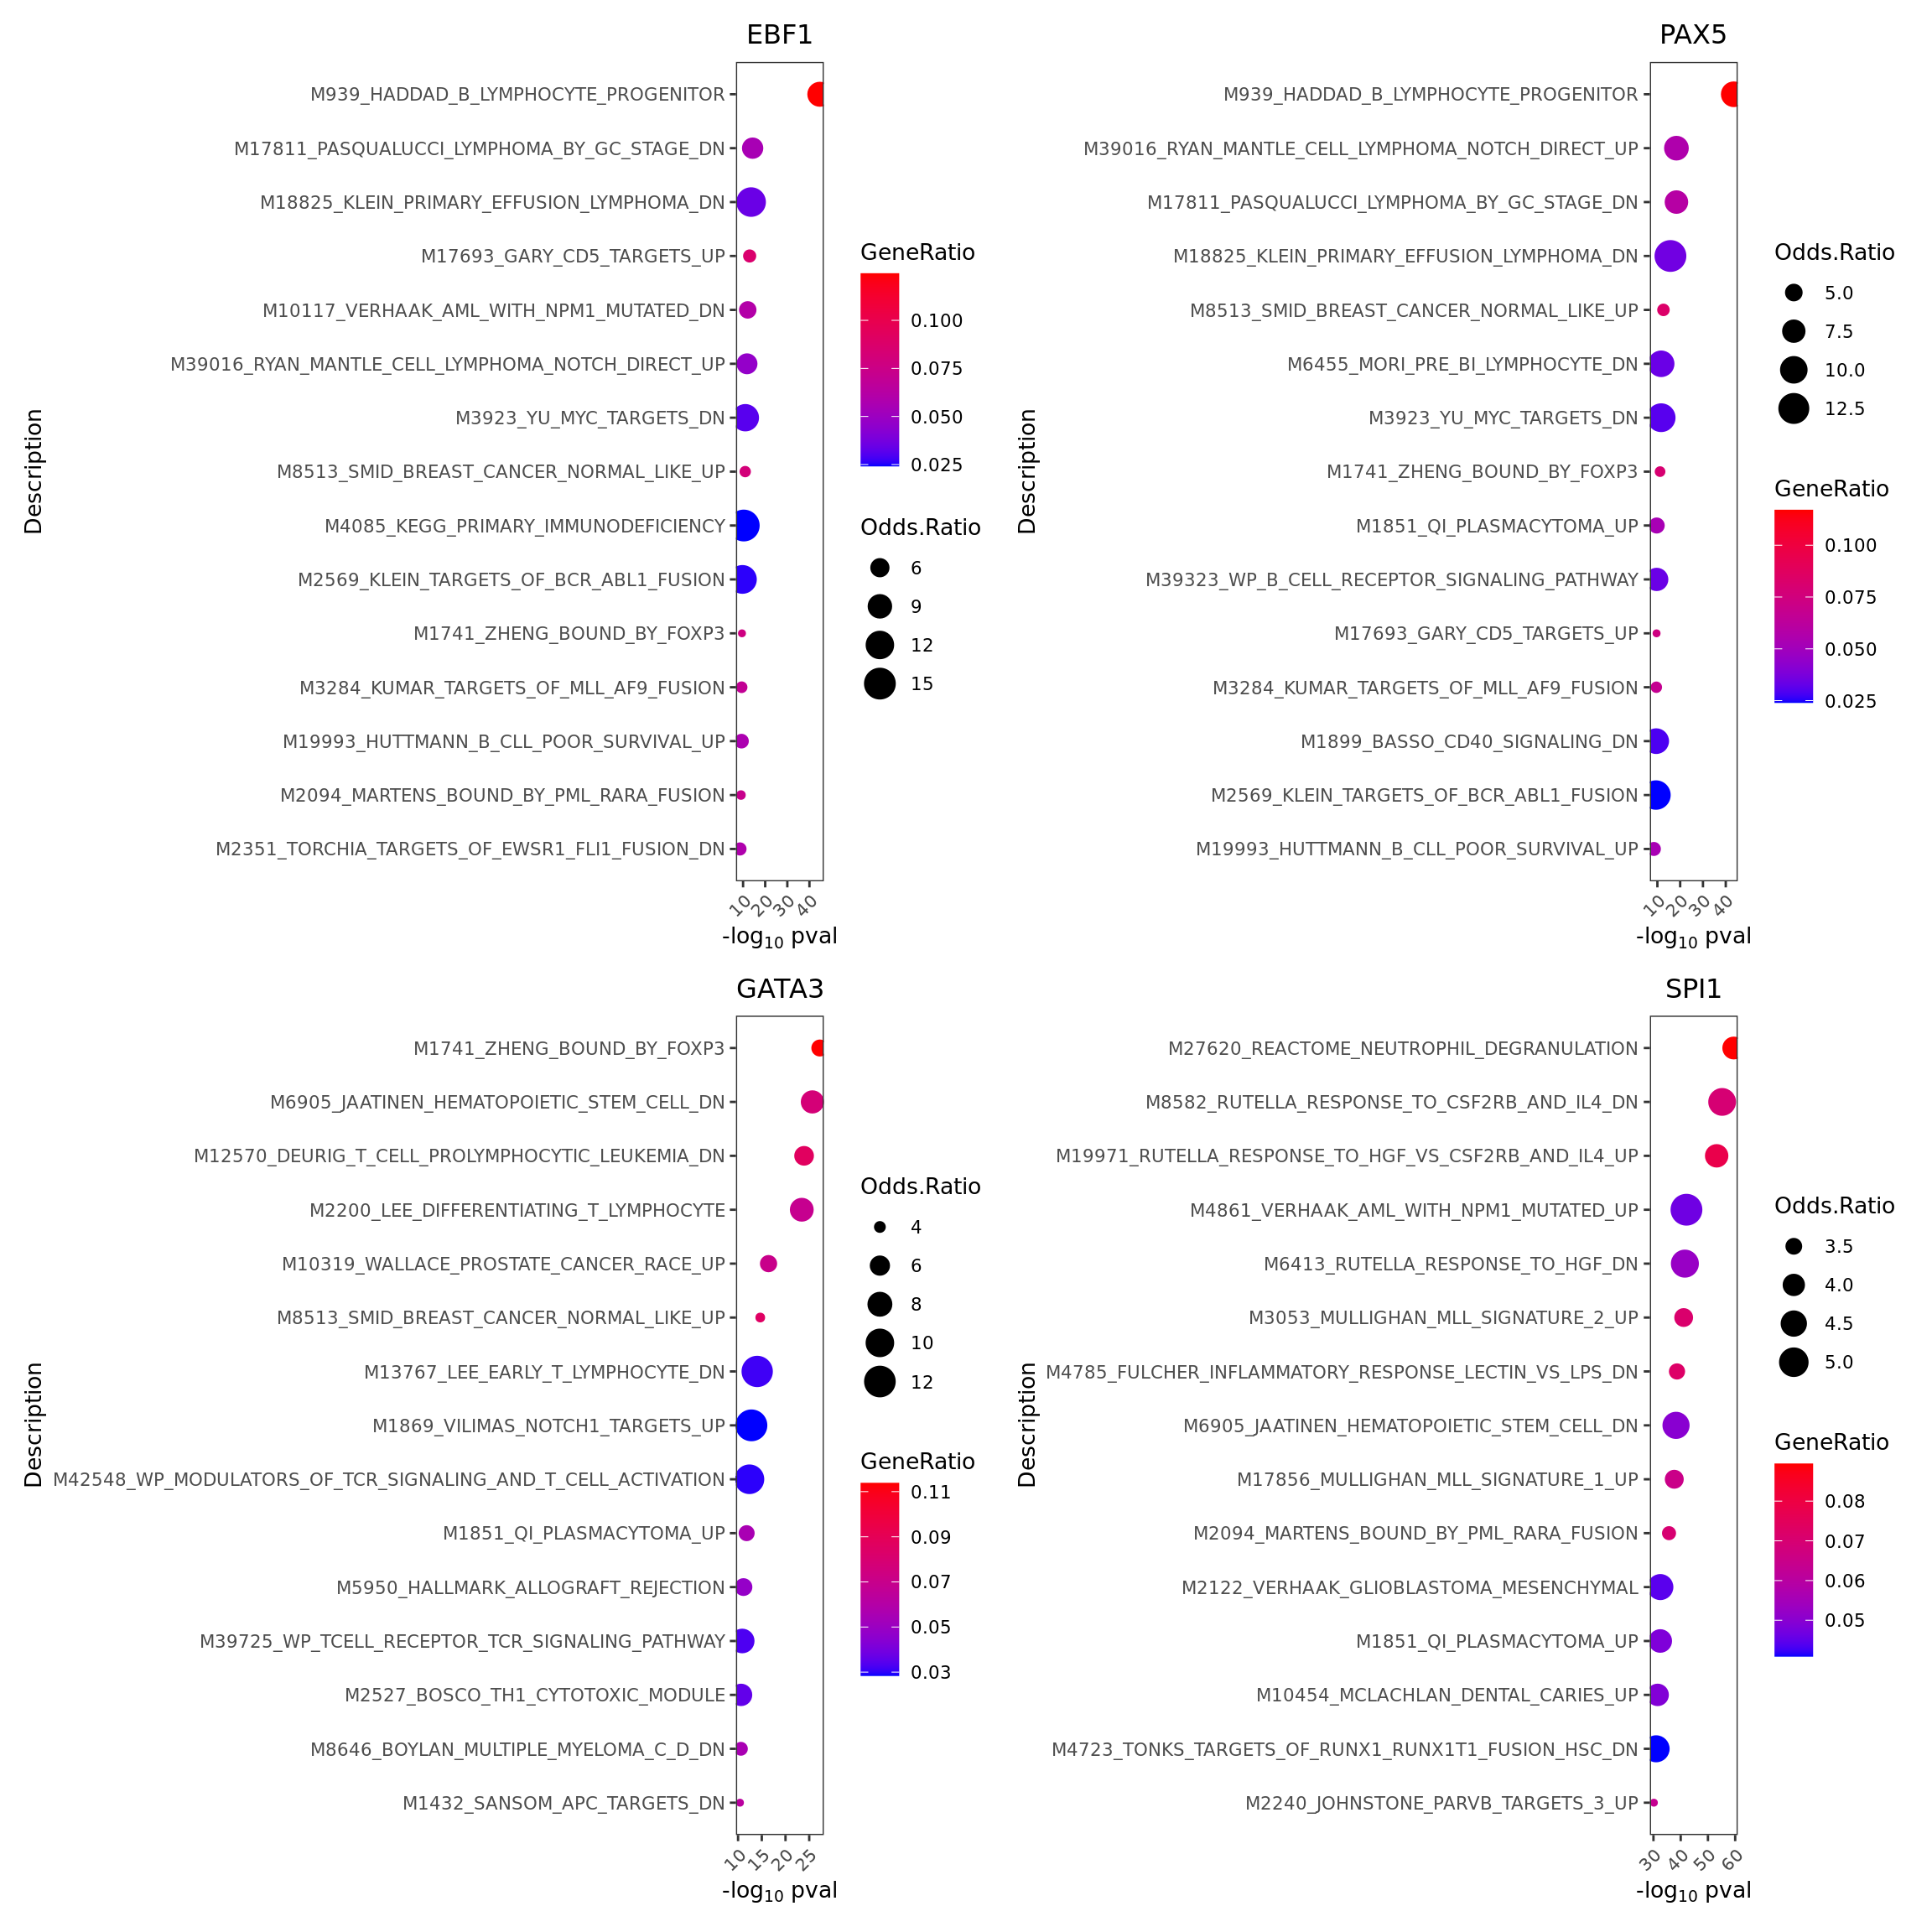 EBF1
Description
M939_HADDAD_B_LYMPHOCYTE_PROGENITOR
M17811_PASQUALUCCI_LYMPHOMA_BY_GC_STAGE_DN
M18825_KLEIN_PRIMARY_EFFUSION_LYMPHOMA_DN
M17693_GARY_CD5_TARGETS_UP
M10117_VERHAAK_AML_WITH_NPM1_MUTATED_DN
M39016_RYAN_MANTLE_CELL_LYMPHOMA_NOTCH_DIRECT_UP
M3923_YU_MYC_TARGETS_DN
M8513_SMID_BREAST_CANCER_NORMAL_LIKE_UP
M4085_KEGG_PRIMARY_IMMUNODEFICIENCY
M2569_KLEIN_TARGETS_OF_BCR_ABL1_FUSION
M1741_ZHENG_BOUND_BY_FOXP3
M3284_KUMAR_TARGETS_OF_MLL_AF9_FUSION
M19993_HUTTMANN_B_CLL_POOR_SURVIVAL_UP
M2094_MARTENS_BOUND_BY_PML_RARA_FUSION
M2351_TORCHIA_TARGETS_OF_EWSR1_FLI1_FUSION_DN
10 20 30 40
-log10 pval
GeneRatio
0.100
0.075
0.050
0.025
Odds.Ratio
6
9
12
15
PAX5
Description
M939_HADDAD_B_LYMPHOCYTE_PROGENITOR
M39016_RYAN_MANTLE_CELL_LYMPHOMA_NOTCH_DIRECT_UP
M17811_PASQUALUCCI_LYMPHOMA_BY_GC_STAGE_DN
M18825_KLEIN_PRIMARY_EFFUSION_LYMPHOMA_DN
M8513_SMID_BREAST_CANCER_NORMAL_LIKE_UP
M6455_MORI_PRE_BI_LYMPHOCYTE_DN
M3923_YU_MYC_TARGETS_DN
M1741_ZHENG_BOUND_BY_FOXP3
M1851_QI_PLASMACYTOMA_UP
M39323_WP_B_CELL_RECEPTOR_SIGNALING_PATHWAY
M17693_GARY_CD5_TARGETS_UP
M3284_KUMAR_TARGETS_OF_MLL_AF9_FUSION
M1899_BASSO_CD40_SIGNALING_DN
M2569_KLEIN_TARGETS_OF_BCR_ABL1_FUSION
M19993_HUTTMANN_B_CLL_POOR_SURVIVAL_UP
10 20 30 40
-log10 pval
Odds.Ratio
5.0
7.5
10.0
12.5
GeneRatio
0.100
0.075
0.050
0.025
GATA3
Description
M1741_ZHENG_BOUND_BY_FOXP3
M6905_JAATINEN_HEMATOPOIETIC_STEM_CELL_DN
M12570_DEURIG_T_CELL_PROLYMPHOCYTIC_LEUKEMIA_DN
M2200_LEE_DIFFERENTIATING_T_LYMPHOCYTE
M10319_WALLACE_PROSTATE_CANCER_RACE_UP
M8513_SMID_BREAST_CANCER_NORMAL_LIKE_UP
M13767_LEE_EARLY_T_LYMPHOCYTE_DN
M1869_VILIMAS_NOTCH1_TARGETS_UP
M42548_WP_MODULATORS_OF_TCR_SIGNALING_AND_T_CELL_ACTIVATION
M1851_QI_PLASMACYTOMA_UP
M5950_HALLMARK_ALLOGRAFT_REJECTION
M39725_WP_TCELL_RECEPTOR_TCR_SIGNALING_PATHWAY
M2527_BOSCO_TH1_CYTOTOXIC_MODULE
M8646_BOYLAN_MULTIPLE_MYELOMA_C_D_DN
M1432_SANSOM_APC_TARGETS_DN
10 15 20 25
-log10 pval
Odds.Ratio
4
6
8
10
12
GeneRatio
0.11
0.09
0.07
0.05
0.03
SPI1
Description
M27620_REACTOME_NEUTROPHIL_DEGRANULATION
M8582_RUTELLA_RESPONSE_TO_CSF2RB_AND_IL4_DN
M19971_RUTELLA_RESPONSE_TO_HGF_VS_CSF2RB_AND_IL4_UP
M4861_VERHAAK_AML_WITH_NPM1_MUTATED_UP
M6413_RUTELLA_RESPONSE_TO_HGF_DN
M3053_MULLIGHAN_MLL_SIGNATURE_2_UP
M4785_FULCHER_INFLAMMATORY_RESPONSE_LECTIN_VS_LPS_DN
M6905_JAATINEN_HEMATOPOIETIC_STEM_CELL_DN
M17856_MULLIGHAN_MLL_SIGNATURE_1_UP
M2094_MARTENS_BOUND_BY_PML_RARA_FUSION
M2122_VERHAAK_GLIOBLASTOMA_MESENCHYMAL
M1851_QI_PLASMACYTOMA_UP
M10454_MCLACHLAN_DENTAL_CARIES_UP
M4723_TONKS_TARGETS_OF_RUNX1_RUNX1T1_FUSION_HSC_DN
M2240_JOHNSTONE_PARVB_TARGETS_3_UP
30 40 50 60
-log10 pval
Odds.Ratio
3.5
4.0
4.5
5.0
GeneRatio
0.08
0.07
0.06
0.05